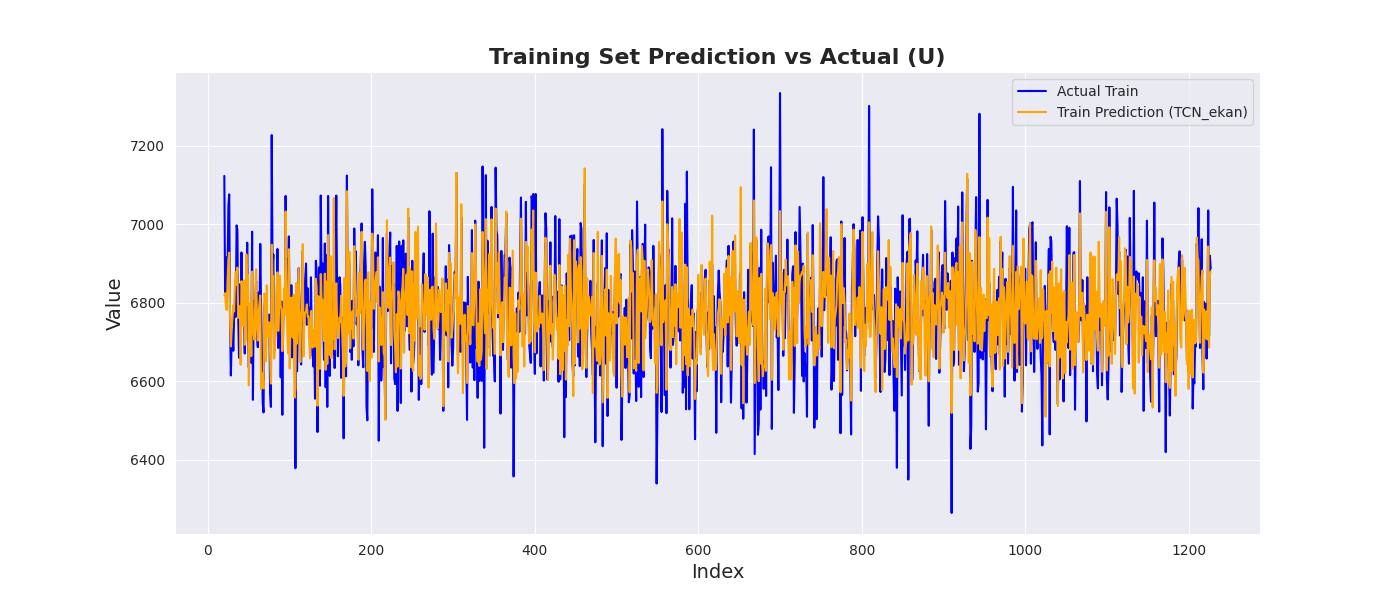 Training Set Prediction vs Actual (U)
Actual Train
Train Prediction (TCN_ekan)
Value
7200
7000
6800
6600
6400
0 200 400 600 800 1000 1200
Index